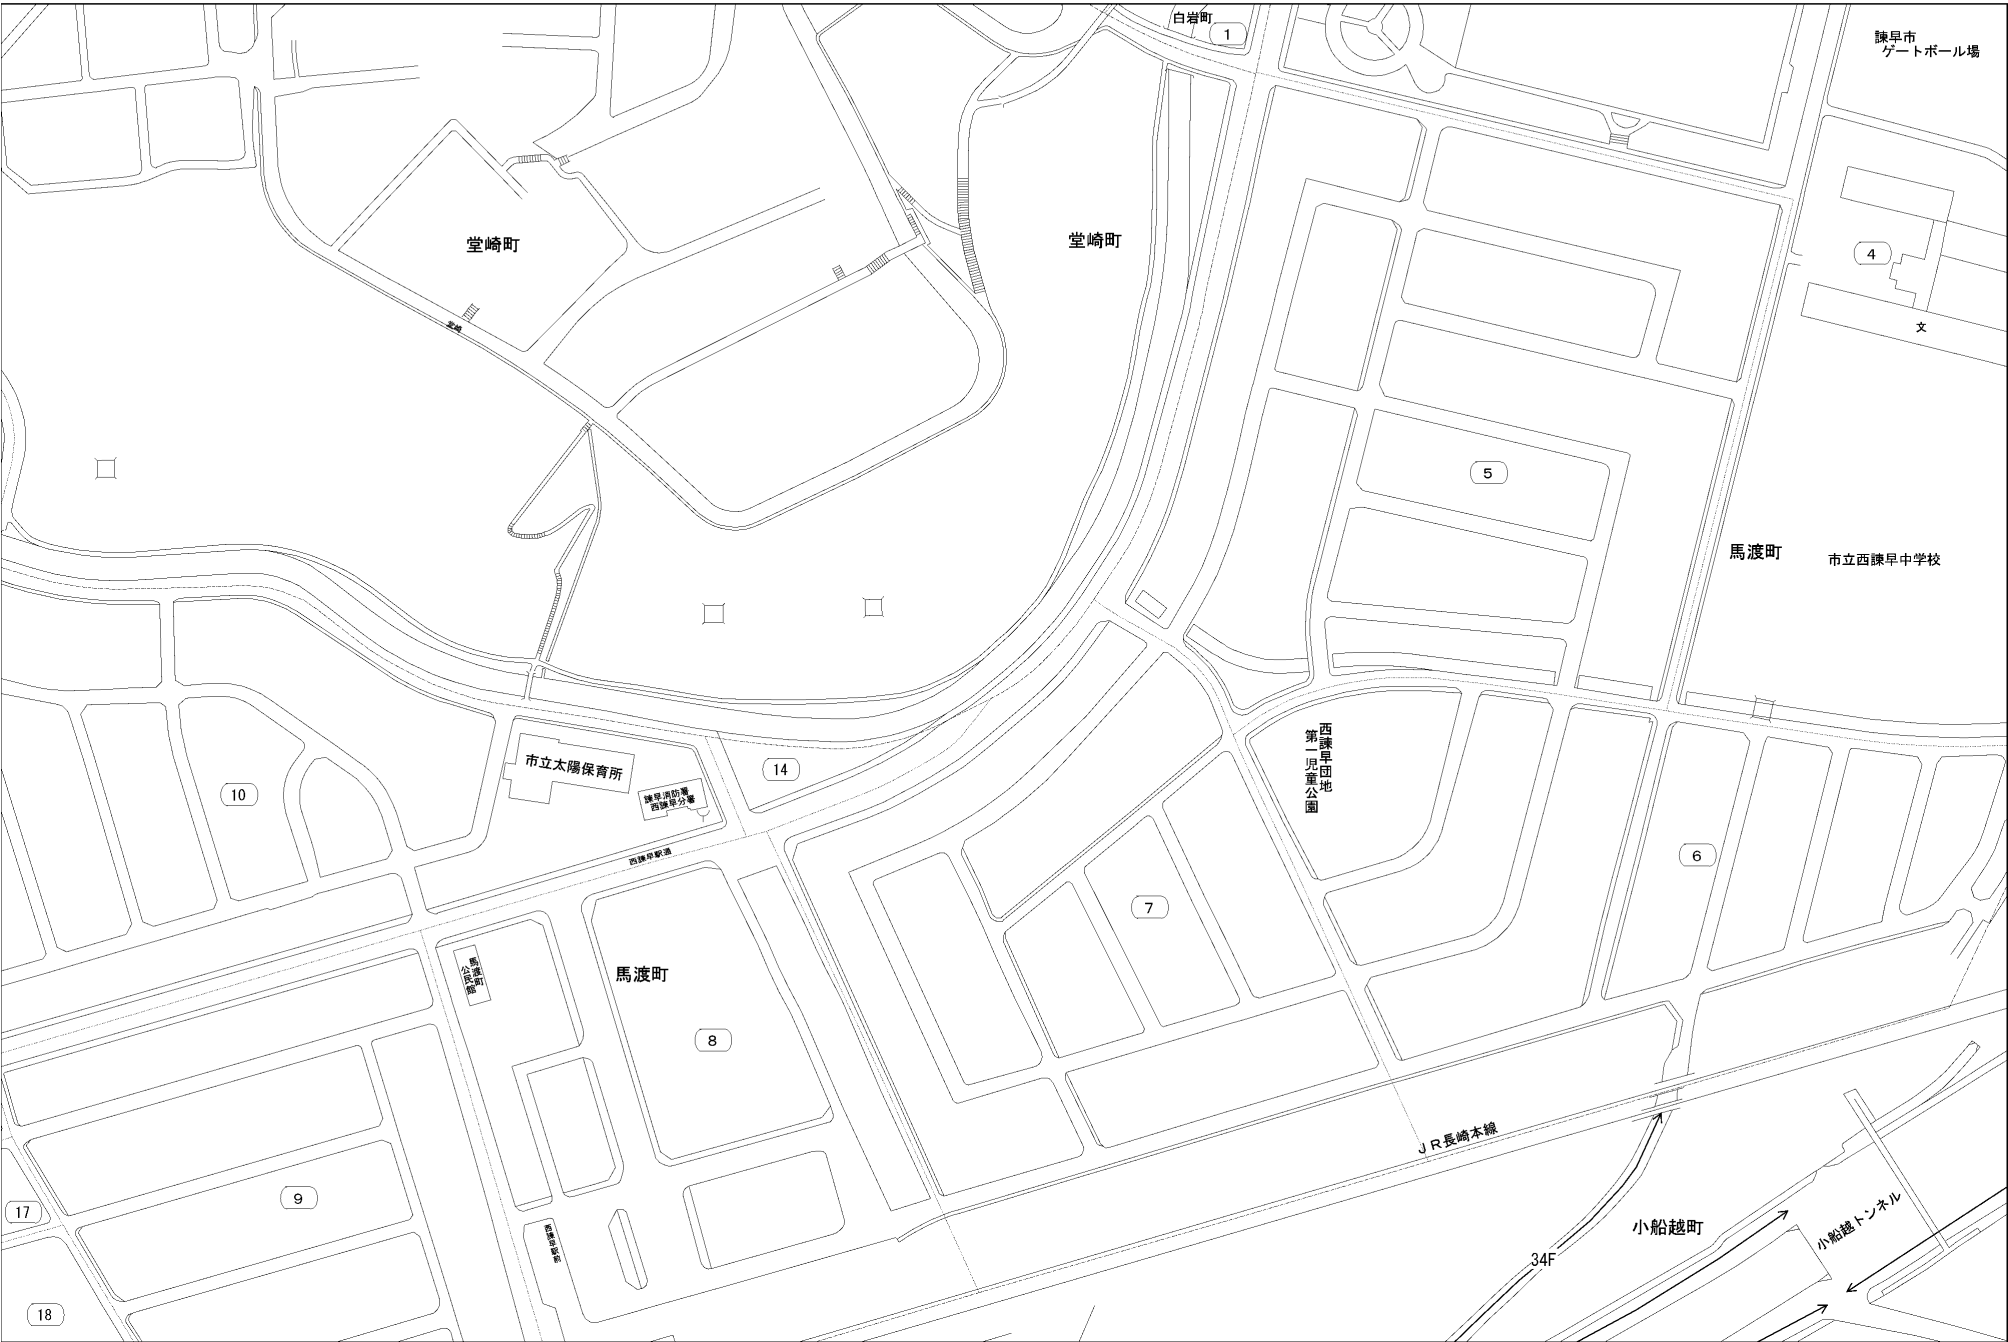 白岩町
1
諫早市
ゲートボール場
堂崎町
堂崎町
4
堂崎
文
5
馬渡町
市立西諫早中学校
西諫早団地
第一児童公園
市立太陽保育所
14
10
諫早消防署
西諫早分署
西諫早駅通
6
7
馬渡町
公民館
馬渡町
8
JR長崎本線
9
17
西諫早駅前
小船越町
小船越トンネル
34F
18